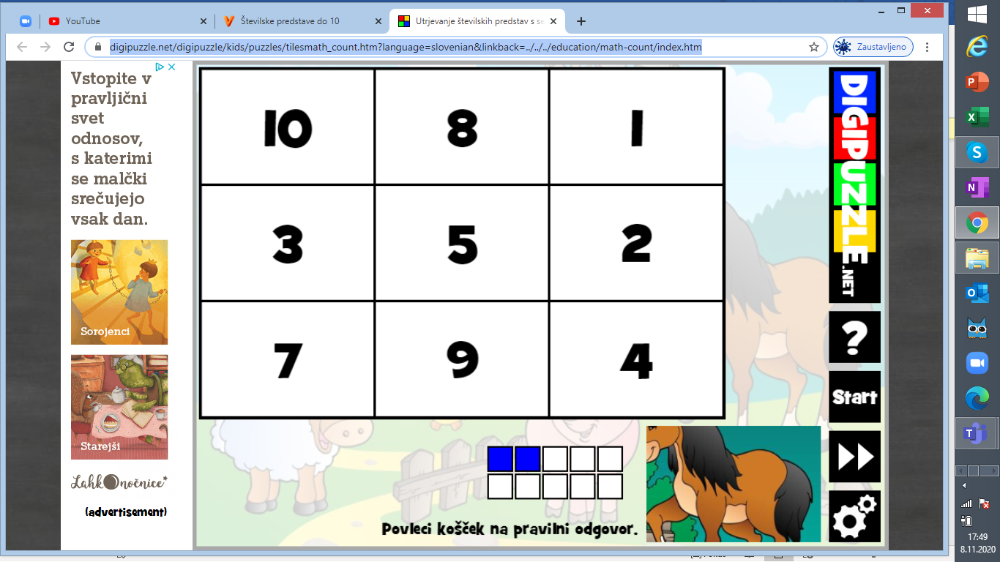 YouTube
Številske predstave do 10
Utrjevanje številskih predstav s se
digipuzzle.net/digipuzzle/kids/puzzles/tilesmath_count.htm?language=slovenian&linkback=../../../education/math-count/index.htm
Zaustavljeno
Vstopite v
pravljični
svet
odnosov,
s katerimi
se malčki
srečujejo
vsak dan.
Sorojenci
Starejši
Lahkonočnice*
(advertisement)
10 8 1
3 5 2
7 9 4
Povleci košček na pravilni odgovor.
DIGIPUZZLE.NET
?
Start
17:49
8.11.2020